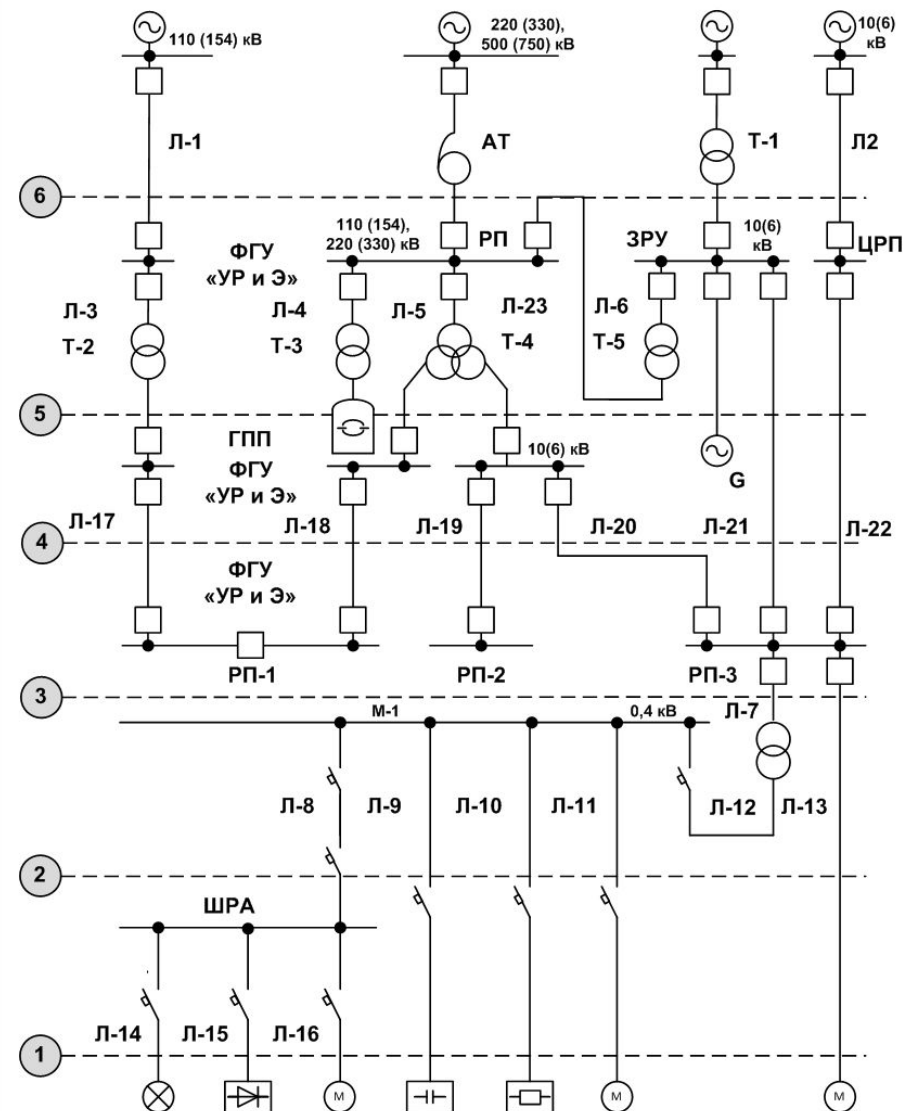 110 (154) кВ
220 (330),
500 (750) кВ
10(6)
кВ
Л-1
АТ
Т-1
Л2
6
110 (154),
220 (330) кВ
РП
ЗРУ
10(6)
кВ
ЦРП
ФГУ
«УР и Э»
Л-3
Л-4
Л-5
Л-23
Л-6
Т-2
Т-3
Т-4
Т-5
5
ГПП
ФГУ
«УР и Э»
10(6) кВ
G
Л-17
Л-18
Л-19
Л-20
Л-21
Л-22
4
ФГУ
«УР и Э»
РП-1
РП-2
РП-3
3
М-1
0,4 кВ
Л-7
Л-8
Л-9
Л-10
Л-11
Л-12
Л-13
2
ШРА
Л-14
Л-15
Л-16
1
М
М
М